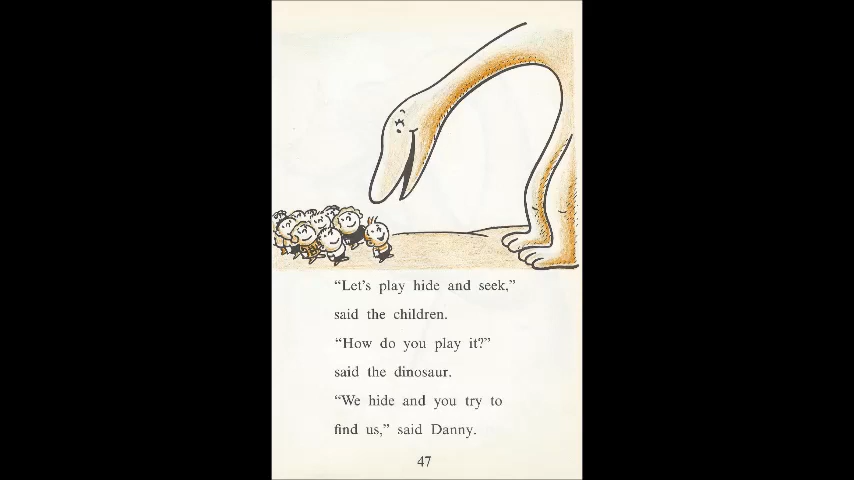 “Let’s play hide and seek,”
said the children.
“How do you play it?”
said the dinosaur.
“We hide and you try to
find us,” said Danny.
47